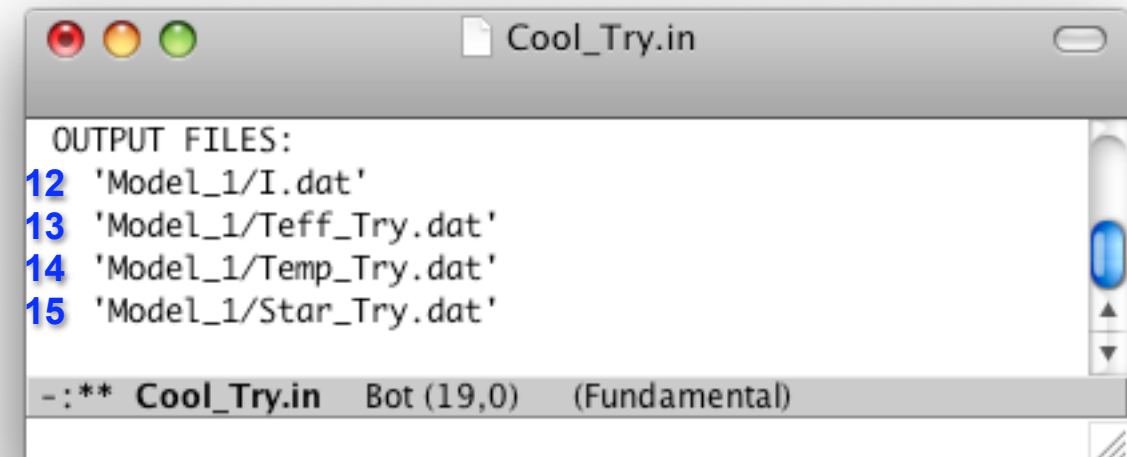 Cool_Try.in
OUTPUT FILES:
12 'Model_1/I.dat'
13 'Model_1/Teff_Try.dat'
14 'Model_1/Temp_Try.dat'
15 'Model_1/Star_Try.dat'
-:** Cool_Try.in Bot (19,0) (Fundamental)